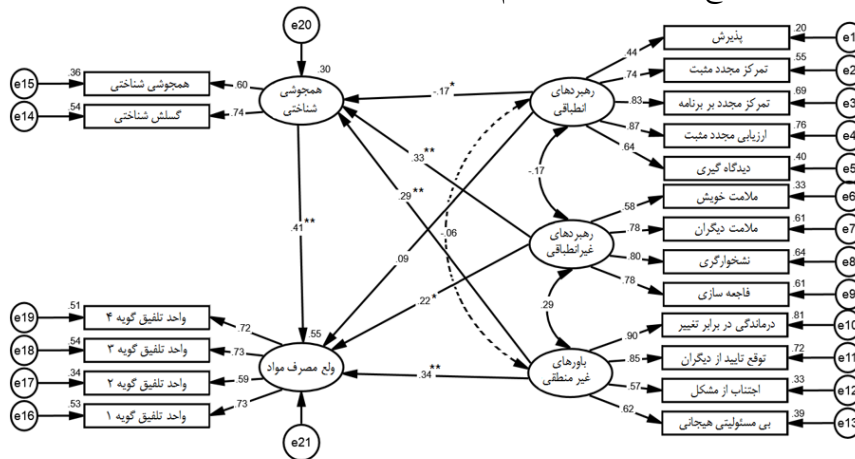 e20
.30
همجوشی
شناختی
e15
.36
همجوشی شناختی
.60
e14
.54
گسلش شناختی
.74
-.17*
.33**
.29**
-.06
.41**
.09
.22*
.34**
رهبردهای
انطباقی
.44
پذیرش
.20
e1
.74
تمرکز مجدد مثبت
.55
e2
.83
تمرکز مجدد بر برنامه
.69
e3
.87
ارزیابی مجدد مثبت
.76
e4
.64
دیدگاه گیری
.40
e5
-.17
رهبردهای
غیرانطباقی
.58
ملامت خویش
.33
e6
.78
ملامت دیگران
.61
e7
.80
نشخوارگری
.64
e8
.78
فاجعه سازی
.61
e9
.29
باورهای
غیر منطقی
.90
درماندگی در برابر تغییر
.81
e10
.85
توقع تایید از دیگران
.72
e11
.57
اجتناب از مشکل
.33
e12
.62
بی مسئولیتی هیجانی
.39
e13
.55
ولع مصرف مواد
e19
.51
واحد تلفیق گویه ۴
.72
e18
.54
واحد تلفیق گویه ۳
.73
e17
.34
واحد تلفیق گویه ۲
.59
e16
.53
واحد تلفیق گویه ۱
.73
e21